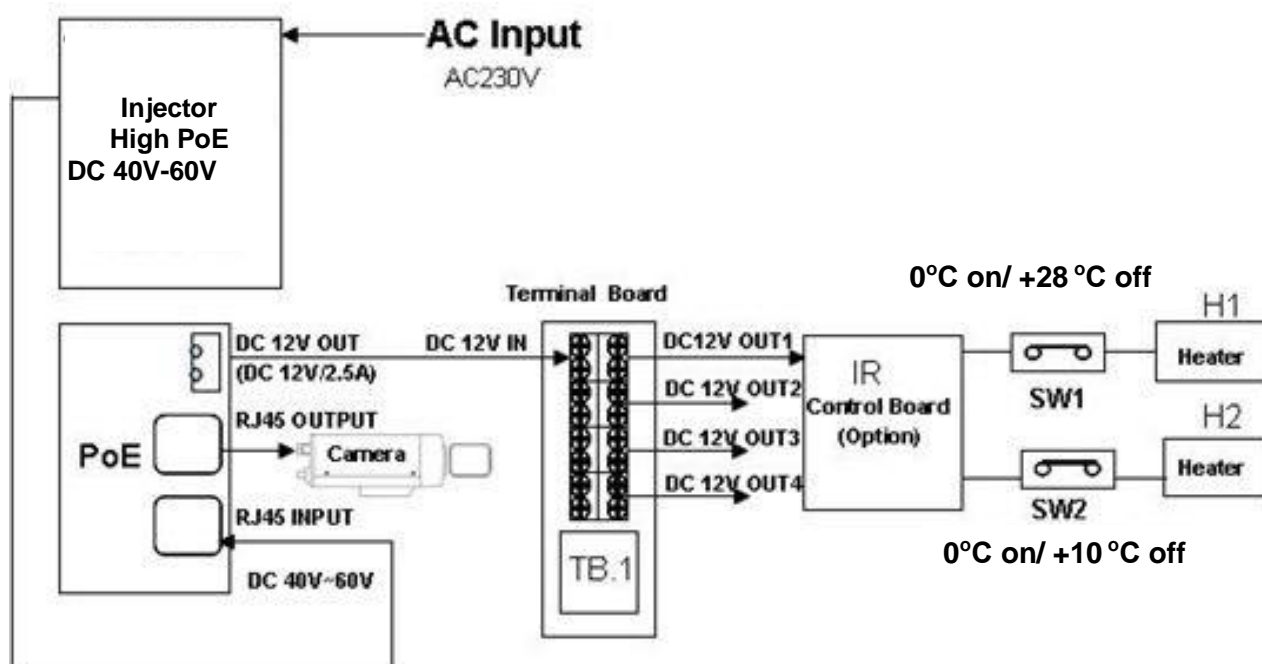 AC Input
AC230V
Injector
High PoE
DC 40V-60V
0°C on/ +28 °C off
Terminal Board
H1
DC 12V OUT
DC 12V IN
DC12V OUT1
Heater
(DC 12V/2.5A)
IR
DC 12V OUT2
SW1
Control Board
H2
RJ45 OUTPUT
(Option)
DC 12V OUT3
PoE
Camera
Heater
DC 12V OUT4
SW2
RJ45 INPUT
0°C on/ +10 °C off
TB.1
DC 40V~60V